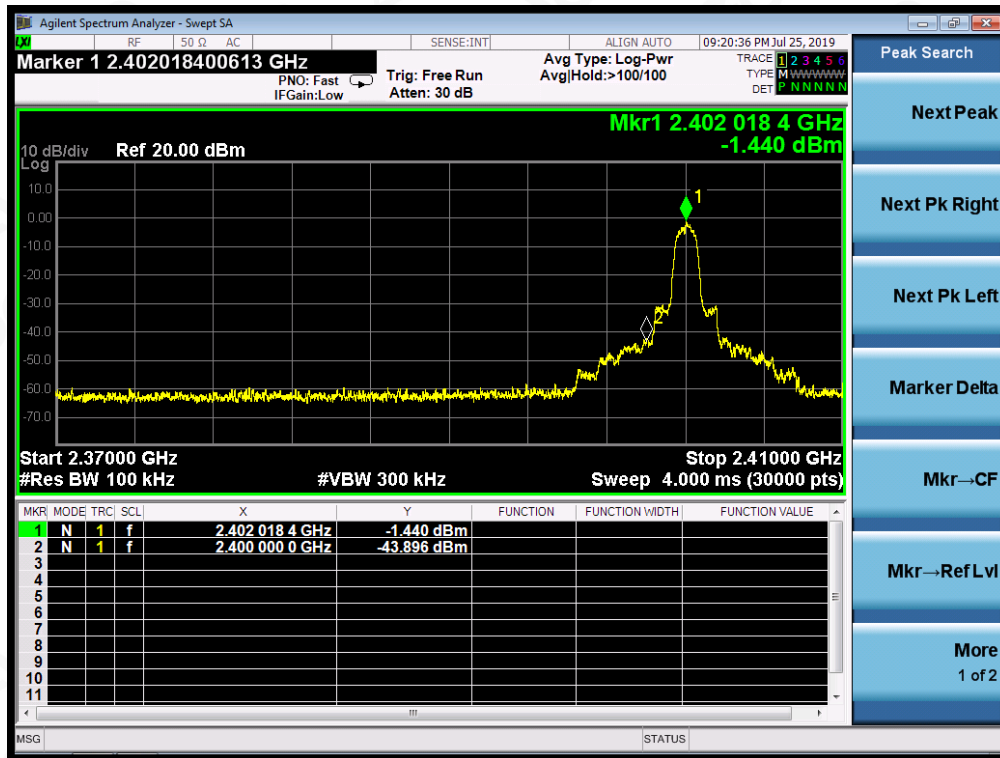 Agilent Spectrum Analyzer - Swept SA
LXI RF 50 Ω AC SENSE:INT ALIGN AUTO 09:20:36 PM Jul 25, 2019
Marker 1 2.402018400613 GHz
PNO: Fast
IFGain:Low
Trig: Free Run
Atten: 30 dB
Avg Type: Log-Pwr
Avg|Hold:>100/100
TRACE 1 2 3 4 5 6
TYPE M WWWWW
DET P N N N N N
Mkr1 2.402 018 4 GHz
-1.440 dBm
10 dB/div Ref 20.00 dBm
Log
10.0
0.00
-10.0
-20.0
-30.0
-40.0
-50.0
-60.0
-70.0
1
2
Start 2.37000 GHz Stop 2.41000 GHz
#Res BW 100 kHz #VBW 300 kHz Sweep 4.000 ms (30000 pts)
MKR MODE TRC SCL X Y FUNCTION FUNCTION WIDTH FUNCTION VALUE
1 N 1 f 2.402 018 4 GHz -1.440 dBm
2 N 1 f 2.400 000 0 GHz -43.896 dBm
3
4
5
6
7
8
9
10
11
MSG STATUS
Peak Search
Next Peak
Next Pk Right
Next Pk Left
Marker Delta
Mkr→CF
Mkr→Ref Lvl
More
1 of 2